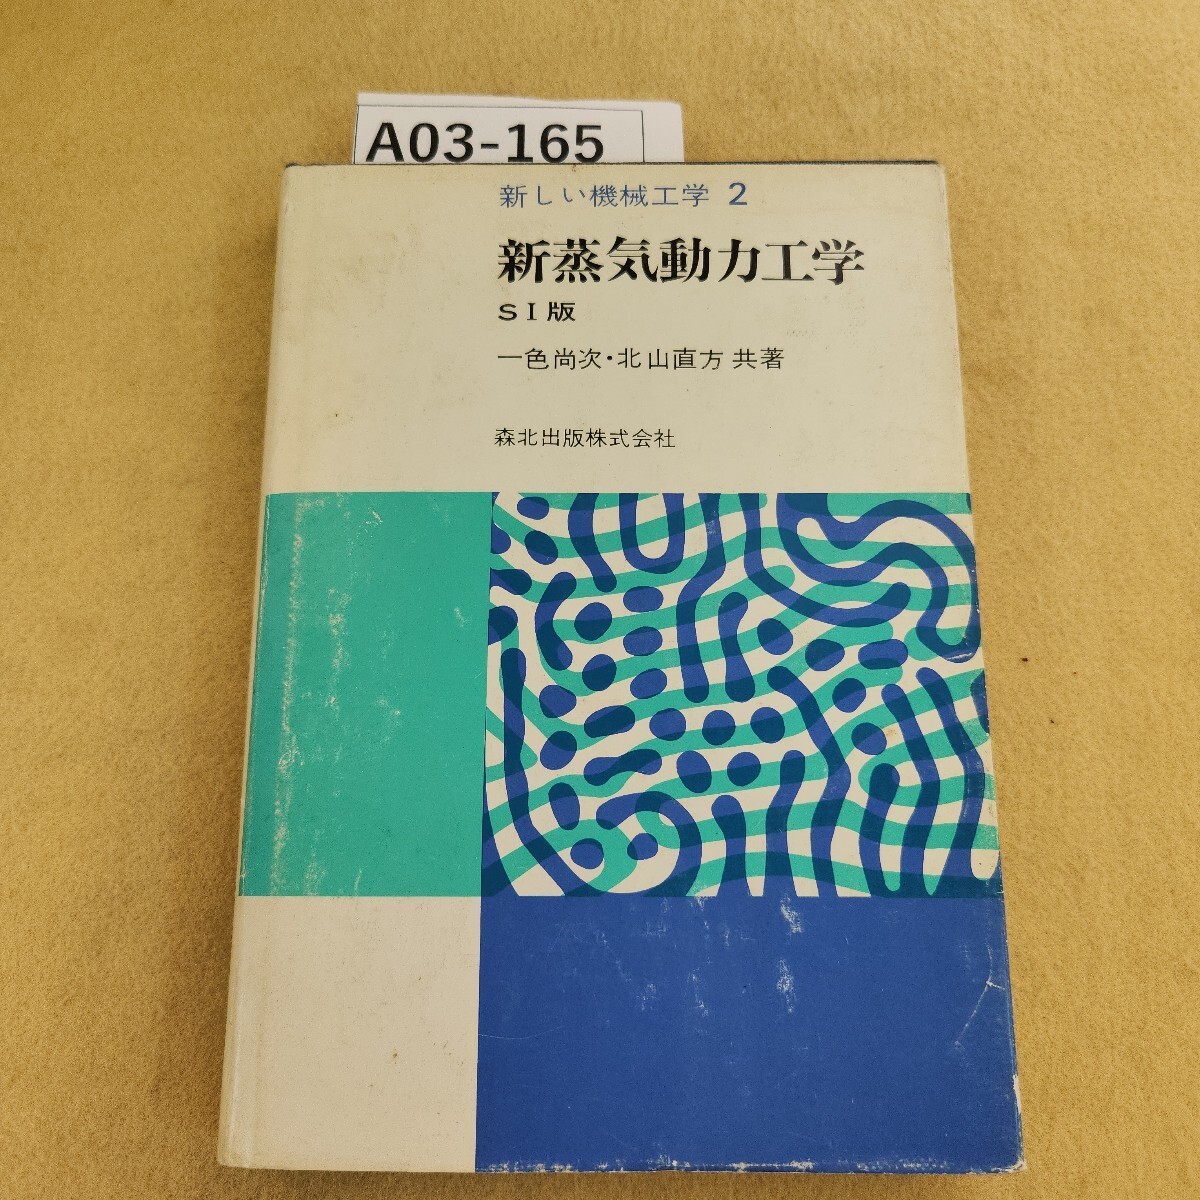 A03-165
新しい機械工学 2
新蒸気動力工学
SI版
一色尚次・北山直方 共著
森北出版株式会社